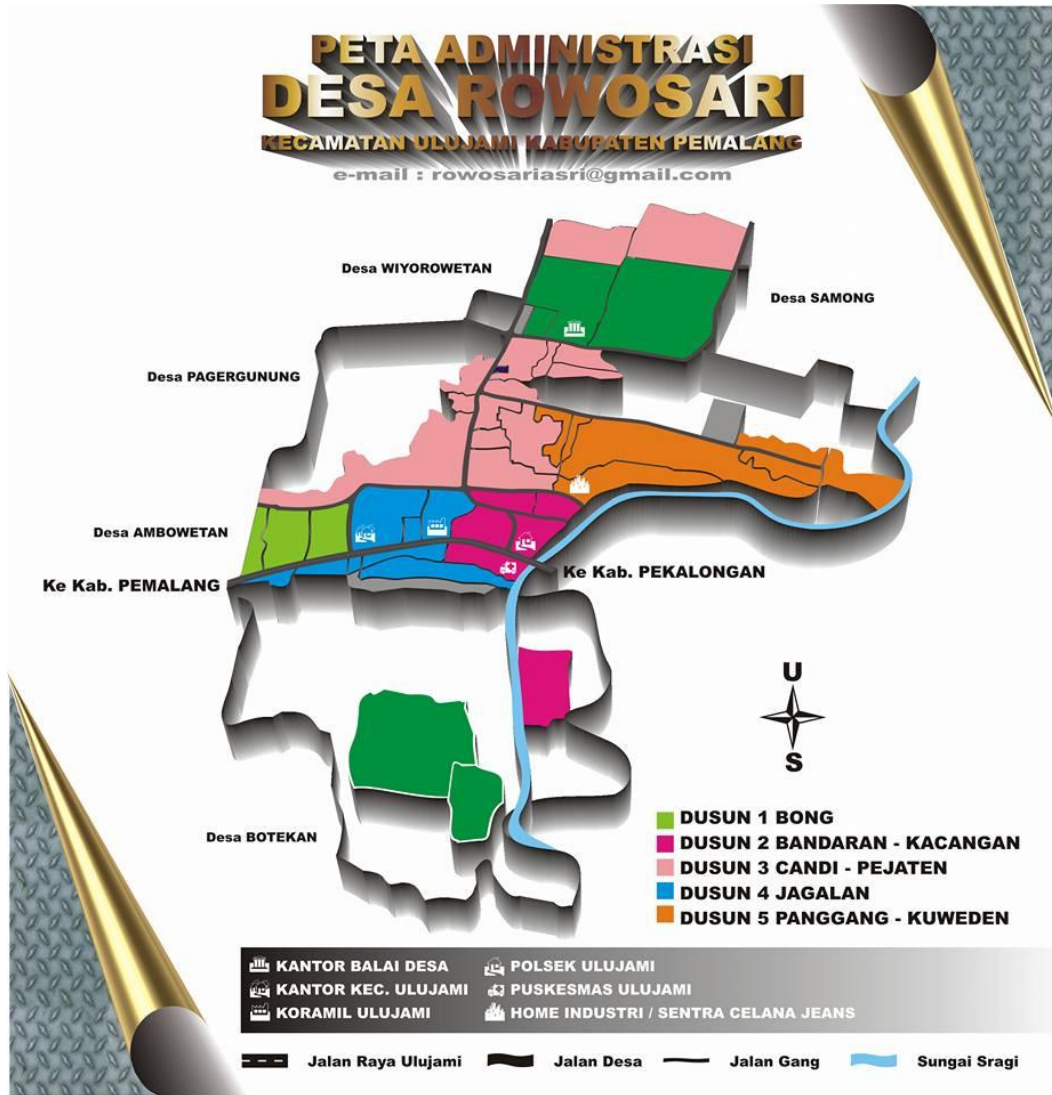 PETA ADMINISTRASI
DESA ROWOSARI
KECAMATAN ULUJAMI KABUPATEN PEMALANG
e-mail : rowosariasri@gmail.com
Desa WIYOROWETAN
Desa SAMONG
Desa PAGERGUNUNG
Desa AMBOWETAN
Ke Kab. PEMALANG
Ke Kab. PEKALONGAN
Desa BOTEKAN
U
S
DUSUN 1 BONG
DUSUN 2 BANDARAN - KACANGAN
DUSUN 3 CANDI - PEJATEN
DUSUN 4 JAGALAN
DUSUN 5 PANGGANG - KUWEDEN
KANTOR BALAI DESA
KANTOR KEC. ULUJAMI
KORAMIL ULUJAMI
POLSEK ULUJAMI
PUSKESMAS ULUJAMI
HOME INDUSTRI / SENTRA CELANA JEANS
Jalan Raya Ulujami
Jalan Desa
Jalan Gang
Sungai Sragi